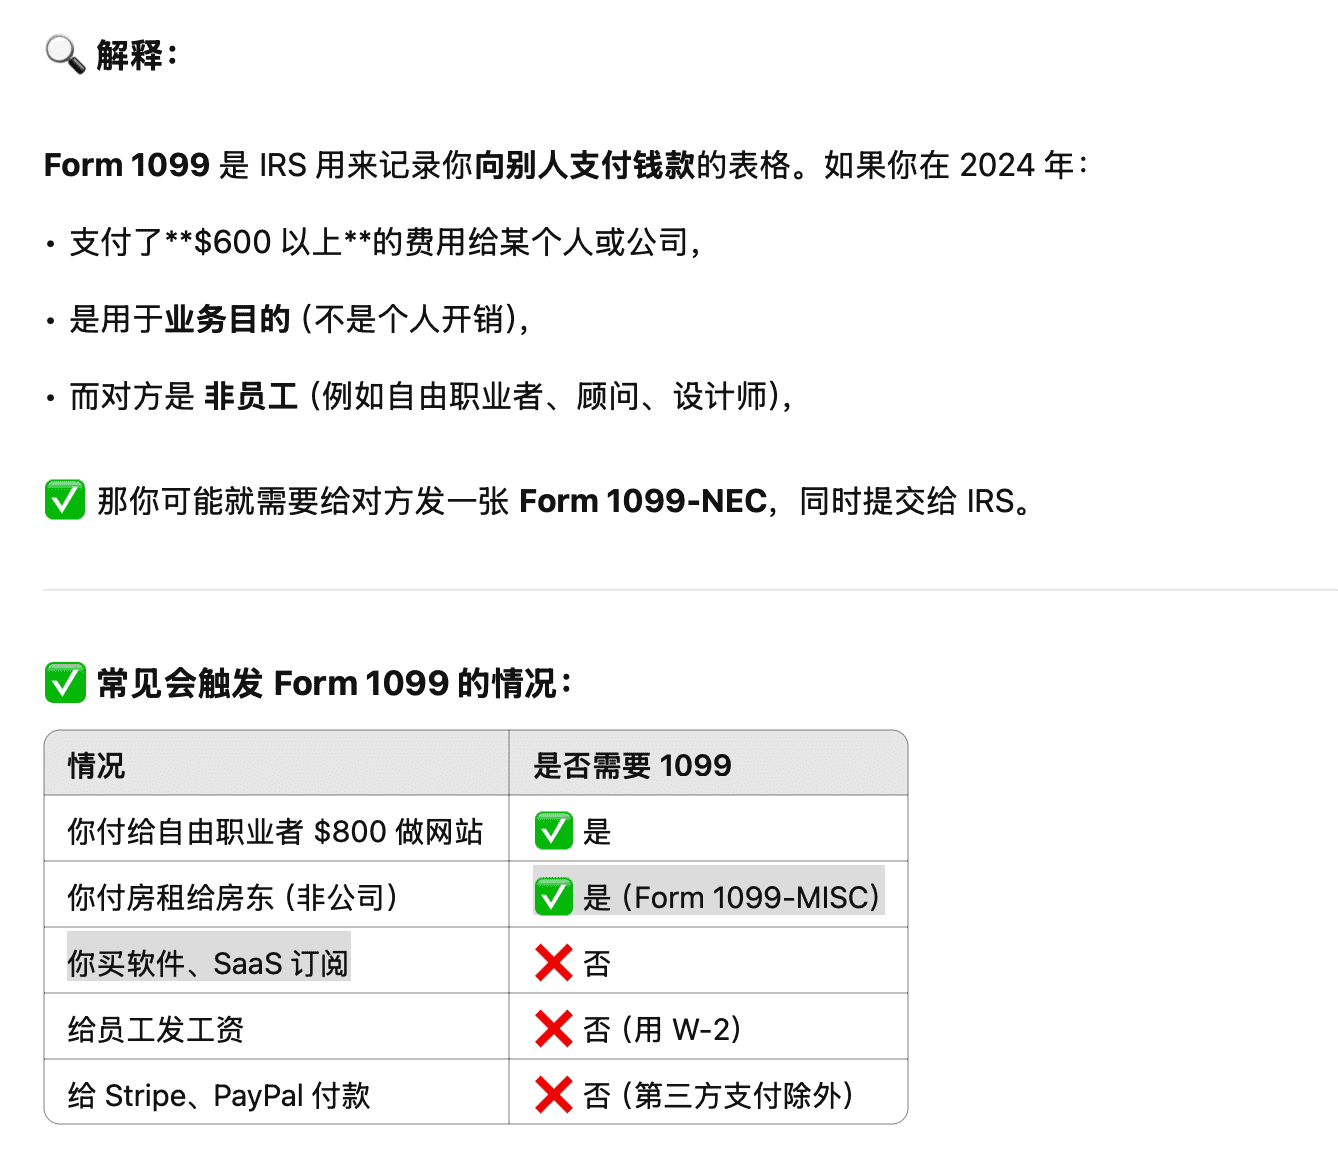 🔍 解释：
Form 1099 是 IRS 用来记录你向别人支付钱款的表格。如果你在 2024 年：
• 支付了**$600 以上**的费用给某个人或公司，
• 是用于业务目的（不是个人开销），
• 而对方是 非员工（例如自由职业者、顾问、设计师），
✅ 那你可能就需要给对方发一张 Form 1099-NEC，同时提交给 IRS。
✅ 常见会触发 Form 1099 的情况：
情况 是否需要 1099
你付给自由职业者 $800 做网站 ✅ 是
你付房租给房东（非公司） ✅ 是（Form 1099-MISC）
你买软件、SaaS 订阅 ❌ 否
给员工发工资 ❌ 否（用 W-2）
给 Stripe、PayPal 付款 ❌ 否（第三方支付除外）